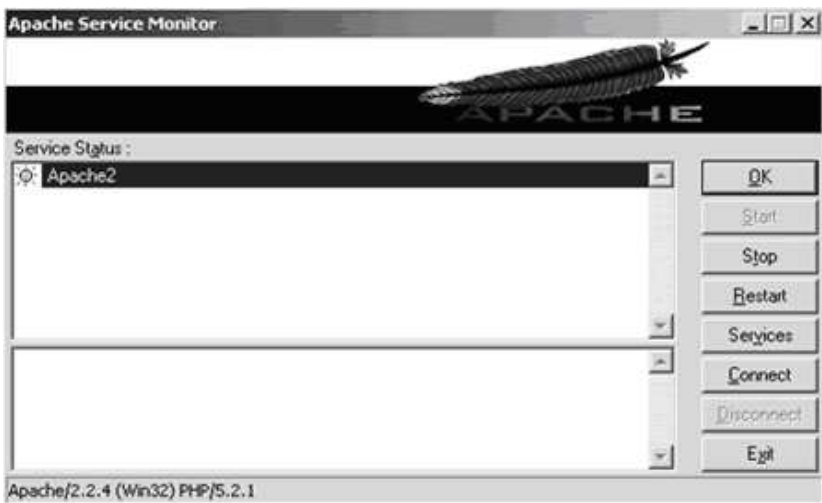 Apache Service Monitor
APACHE
Service Status :
Apache2
OK
Start
Stop
Restart
Services
Connect
Disconnect
Exit
Apache/2.2.4 (Win32) PHP/5.2.1